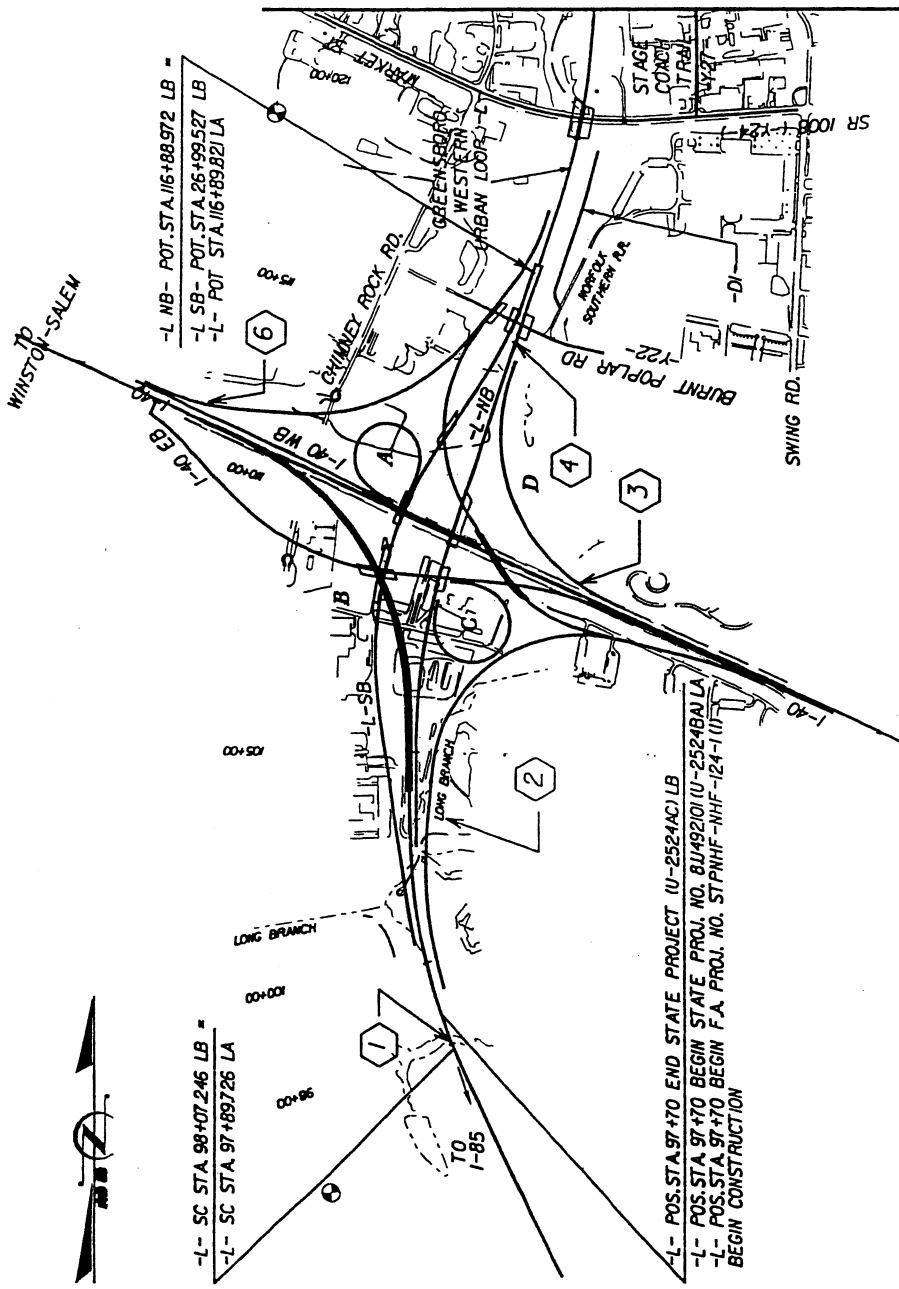 -L NB- POT.STA.116+88.972 LB =
-L SB- POT.STA.26+99.527 LB
-L- POT STA.116+89.821 LA
TO
WINSTON-SALEM
6
115+00
120+00
MARKET
GREENSBORO
WESTERN
URBAN LOOP -L-
CHIMNEY ROCK RD.
STAGE
COACH
TRAIL
-Y27-
SR 1008 (-Y24-)
I-40
I-40 EB
I-40 WB
110+00
A
-L-NB
NORFOLK
SOUTHERN R.R.
-D1-
-Y22-
BURNT POPLAR RD
SWING RD.
4
D
3
B
C
-L-SB
105+00
LONG BRANCH
2
I-40
LONG BRANCH
100+00
1
98+00
TO
I-85
-L- SC STA. 98+07.246 LB =
-L- SC STA. 97+89.726 LA
-L- POS.STA.97+70 END STATE PROJECT (U-2524AC) LB
-L- POS.STA.97+70 BEGIN STATE PROJ. NO. 8.U492101 (U-2524BA) LA
-L- POS.STA.97+70 BEGIN F.A. PROJ. NO. STPNHF-NHF-124-1(1)
BEGIN CONSTRUCTION